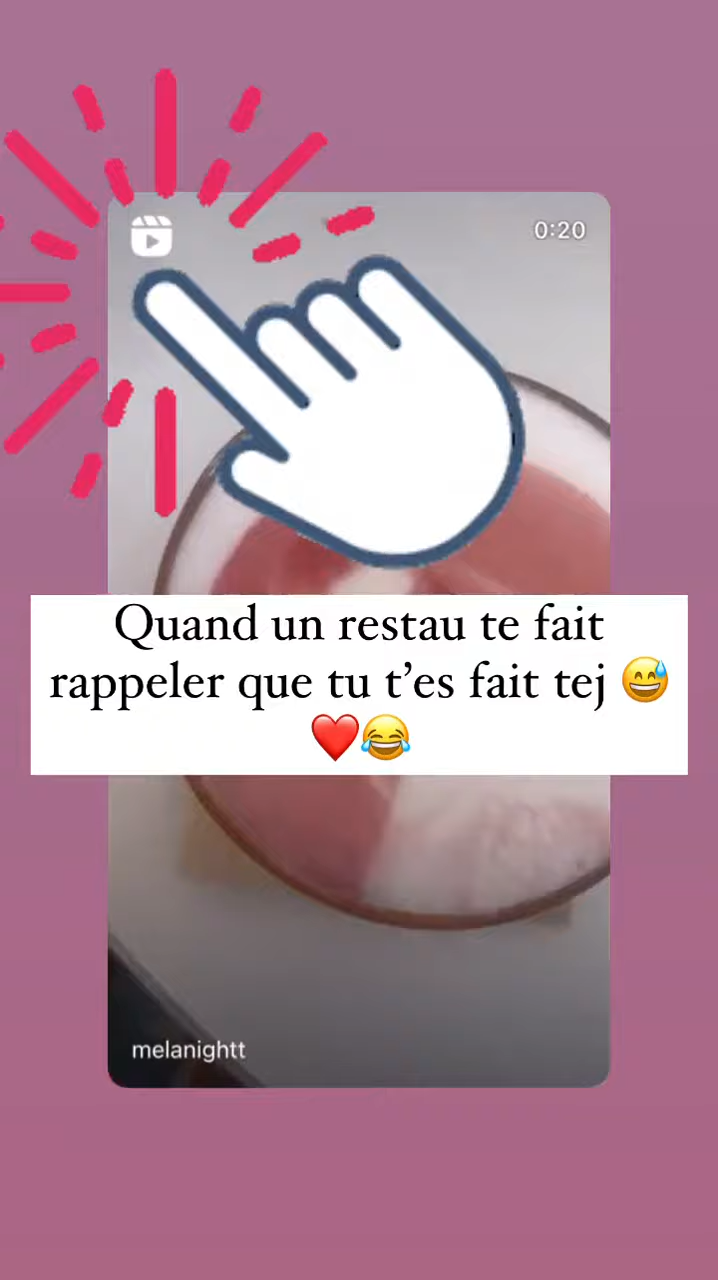 0:20
Quand un restau te fait
rappeler que tu t’es fait tej 😅
❤️😂
melanightt